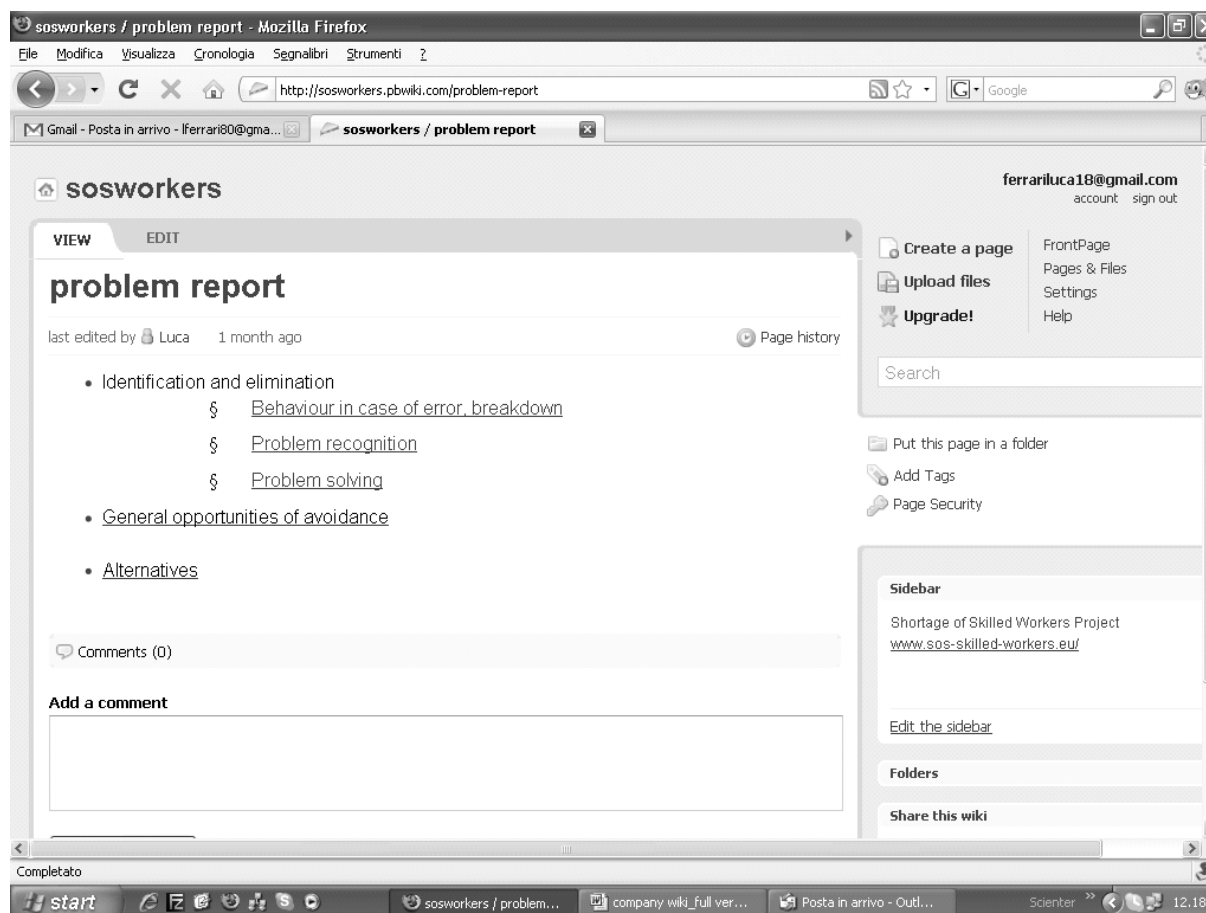 sosworkers / problem report - Mozilla Firefox
File Modifica Visualizza Cronologia Segnalibri Strumenti ?
http://sosworkers.pbwiki.com/problem-report
G Google
Gmail - Posta in arrivo - lferrari80@gma...
sosworkers / problem report
sosworkers
ferrariluca18@gmail.com
account sign out
VIEW EDIT
problem report
last edited by Luca 1 month ago
Page history
• Identification and elimination
§ Behaviour in case of error, breakdown
§ Problem recognition
§ Problem solving
• General opportunities of avoidance
• Alternatives
Comments (0)
Add a comment
Create a page
Upload files
Upgrade!
FrontPage
Pages & Files
Settings
Help
Search
Put this page in a folder
Add Tags
Page Security
Sidebar
Shortage of Skilled Workers Project
www.sos-skilled-workers.eu/
Edit the sidebar
Folders
Share this wiki
Completato
start
sosworkers / problem...
company wiki_full ver...
Posta in arrivo - Outl...
Scienter »
12.18